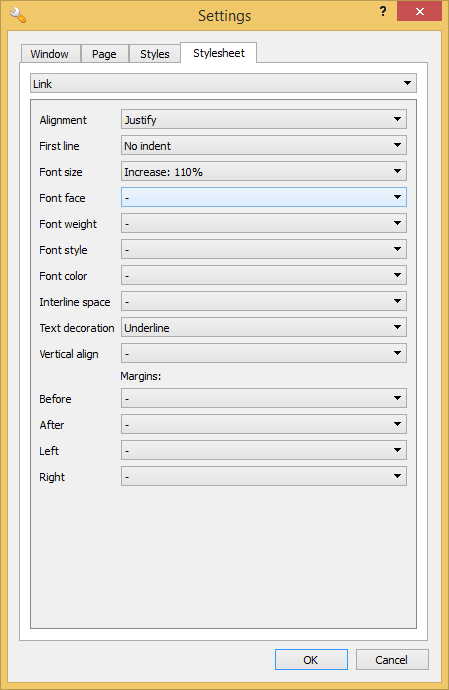 Settings
?
Window Page Styles Stylesheet
Link
Alignment Justify
First line No indent
Font size Increase: 110%
Font face -
Font weight -
Font style -
Font color -
Interline space -
Text decoration Underline
Vertical align -
Margins:
Before -
After -
Left -
Right -
OK Cancel